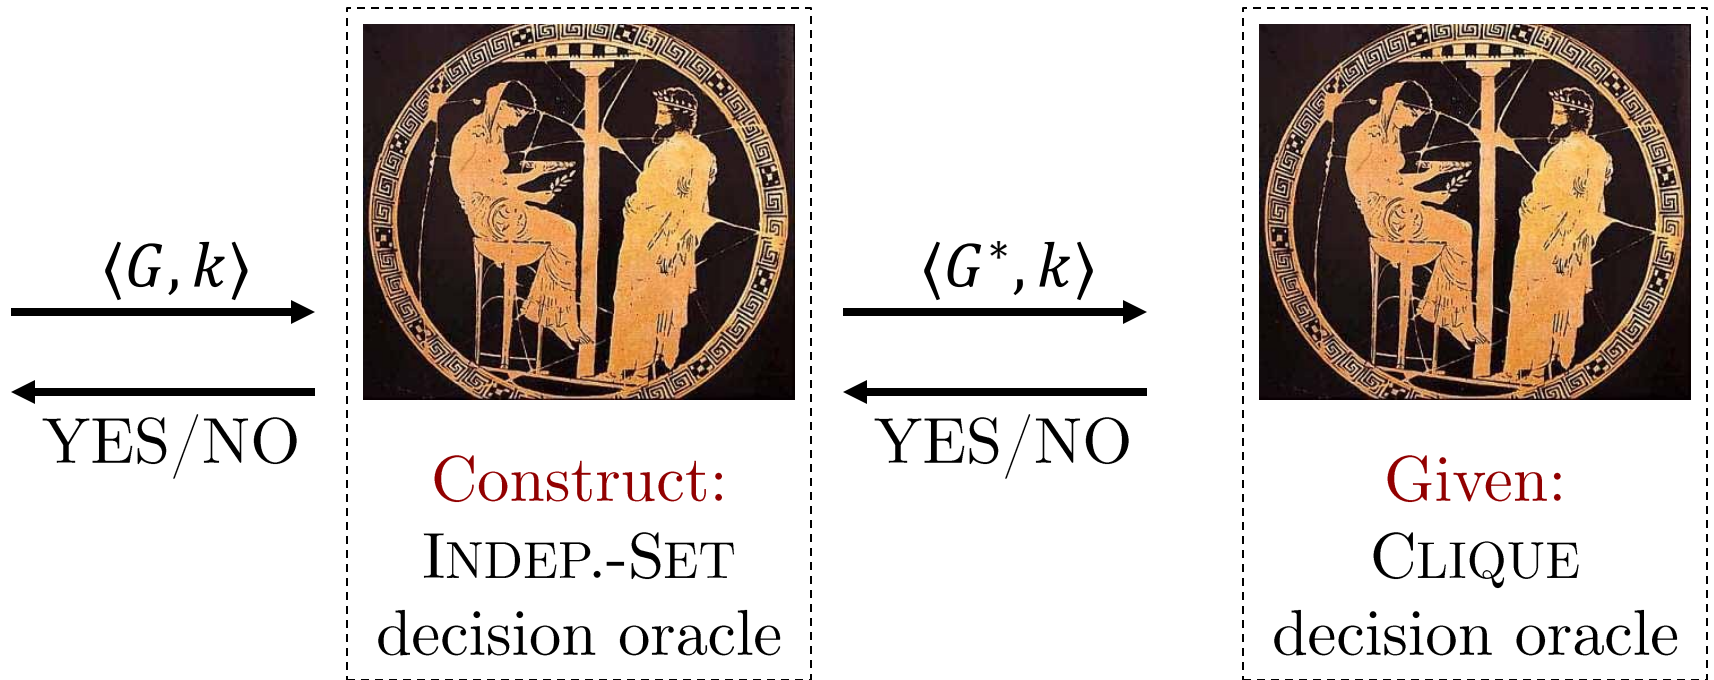 ⟨G, k⟩
YES/NO
Construct:
INDEP.-SET
decision oracle
⟨G*, k⟩
YES/NO
Given:
CLIQUE
decision oracle